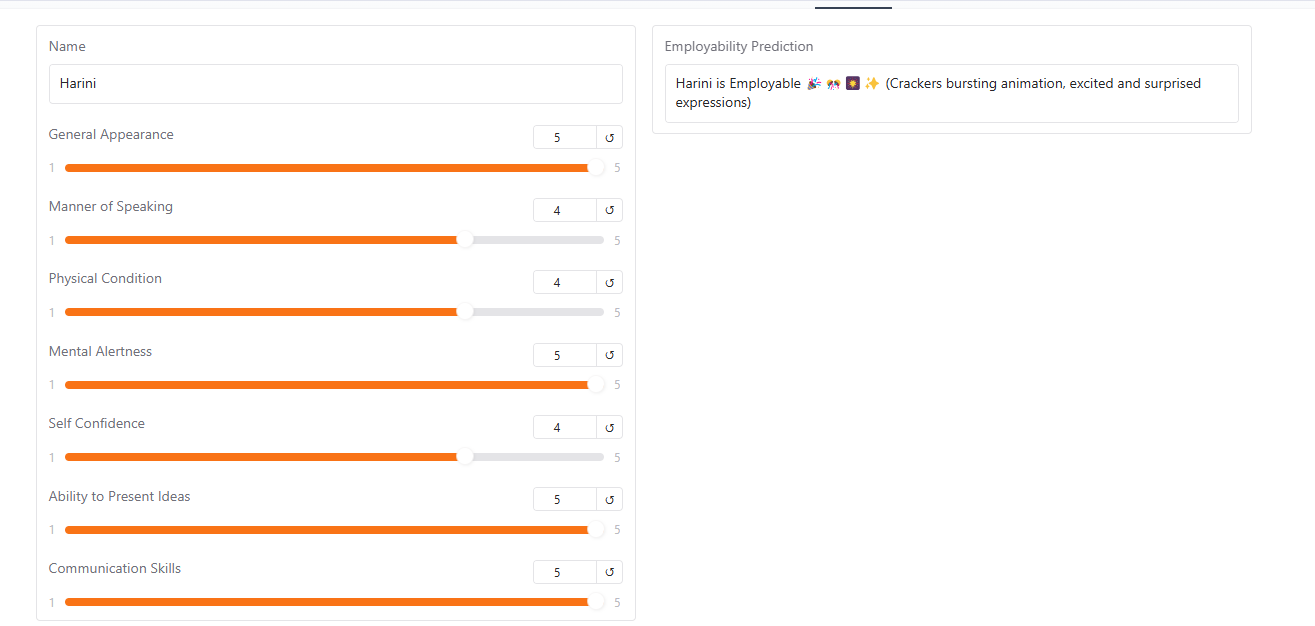 Name
Harini
General Appearance
5 ↺
1 5
Manner of Speaking
4 ↺
1 5
Physical Condition
4 ↺
1 5
Mental Alertness
5 ↺
1 5
Self Confidence
4 ↺
1 5
Ability to Present Ideas
5 ↺
1 5
Communication Skills
5 ↺
1 5
Employability Prediction
Harini is Employable 🎉 🎊 🎇 ✨ (Crackers bursting animation, excited and surprised
expressions)